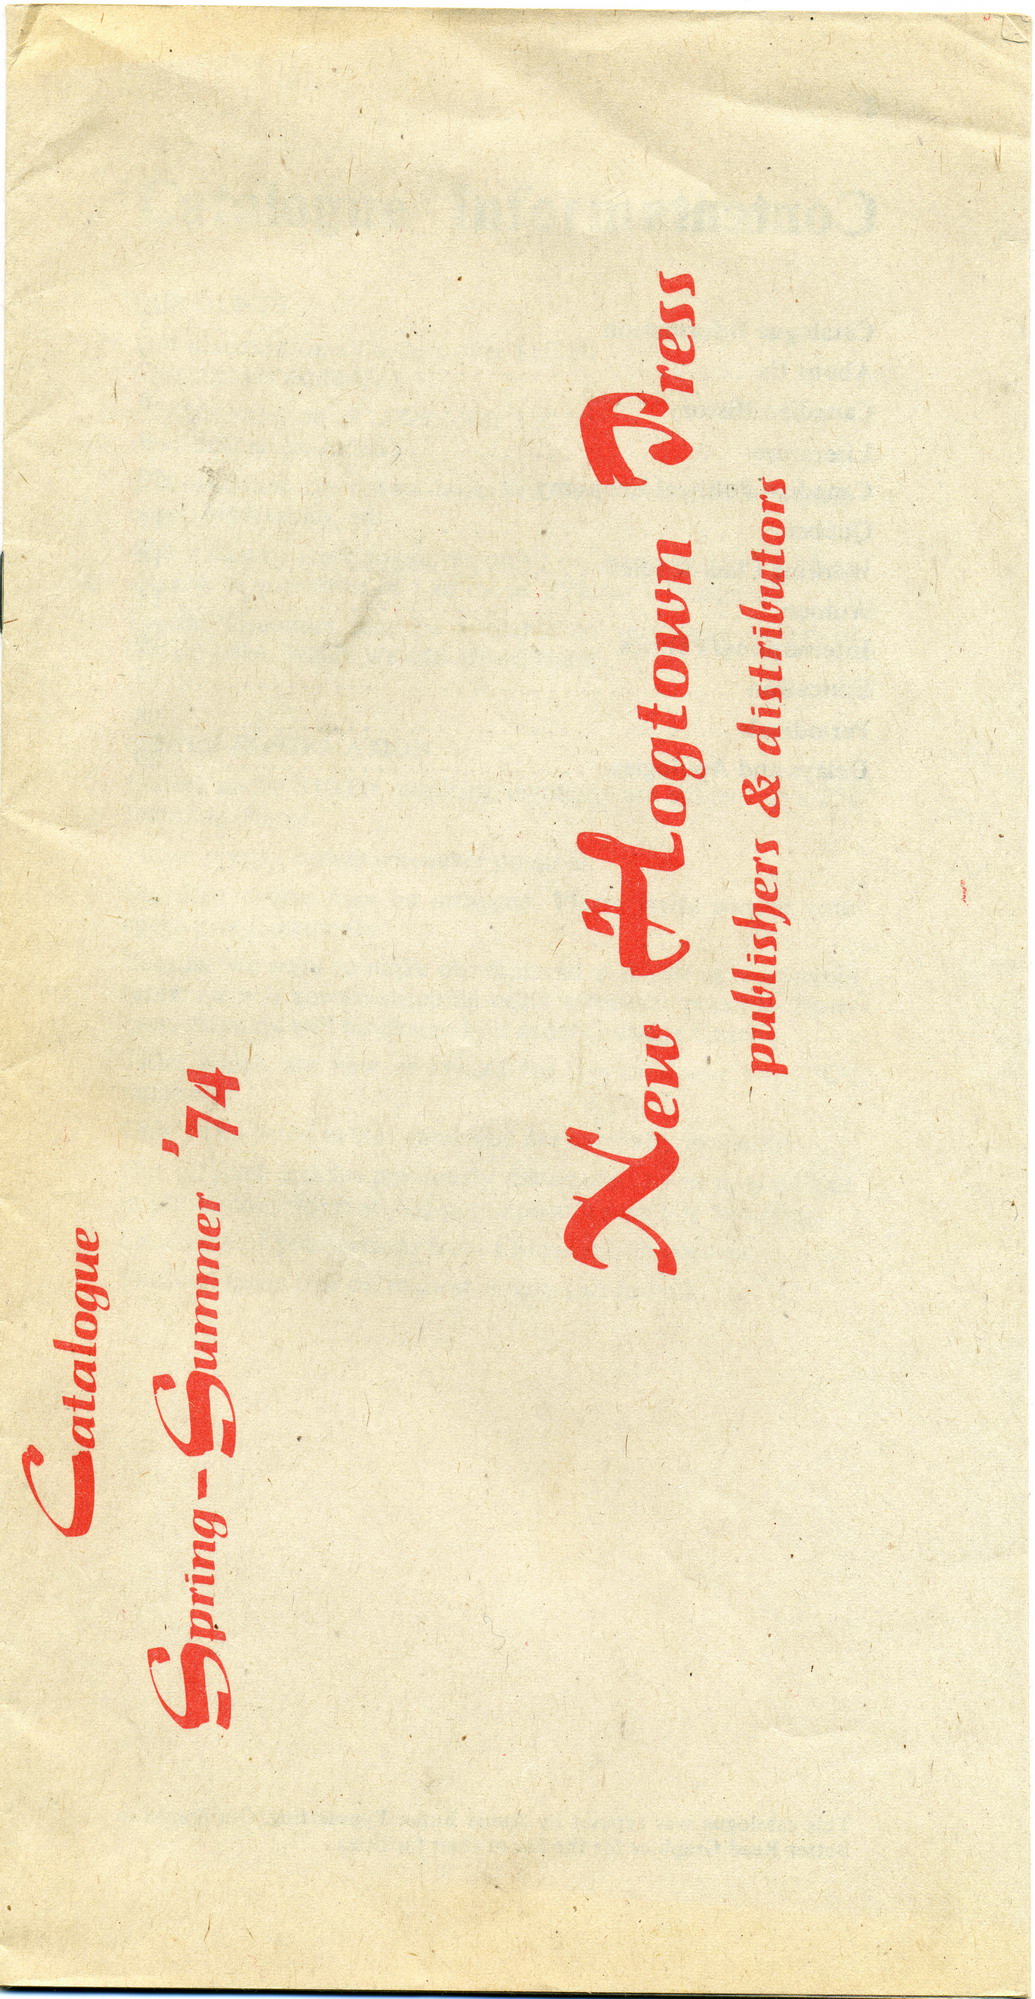 Catalogue
Spring-Summer '74
New Hogtown Press
publishers & distributors